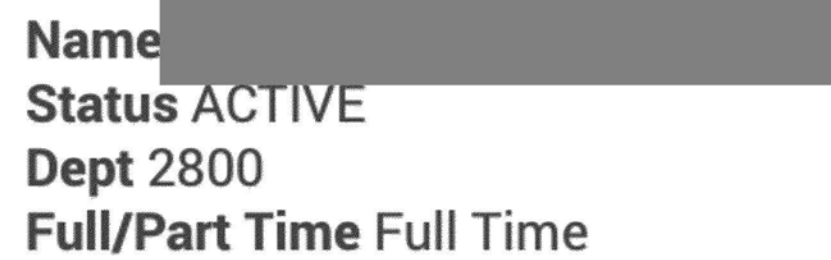 Name
Status ACTIVE
Dept 2800
Full/Part Time Full Time